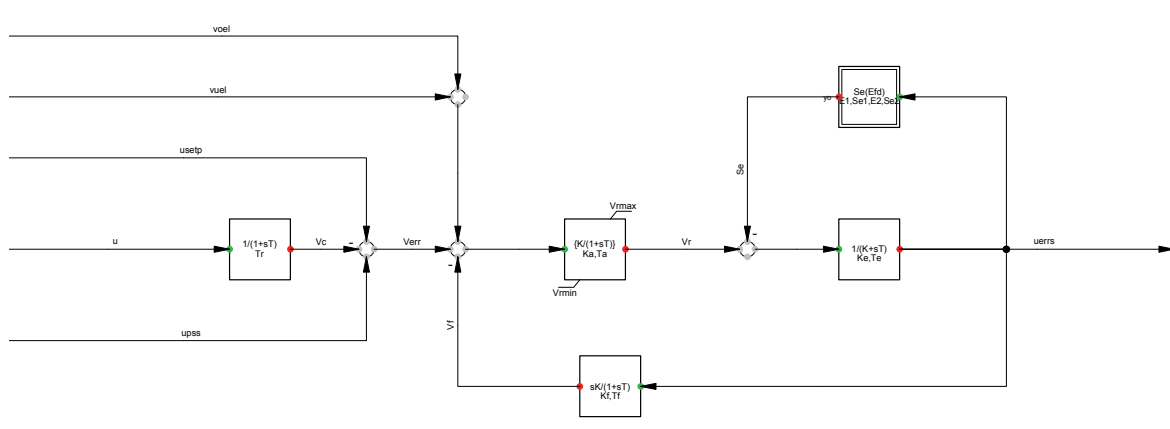 voel
vuel
usetp
u
1/(1+sT)
Tr
Vc
-
Verr
-
upss
Vf
Vrmax
{K/(1+sT)}
Ka,Ta
Vrmin
Vr
-
Se
yo
Se(Efd)
E1,Se1,E2,Se2
1/(K+sT)
Ke,Te
uerrs
sK/(1+sT)
Kf,Tf